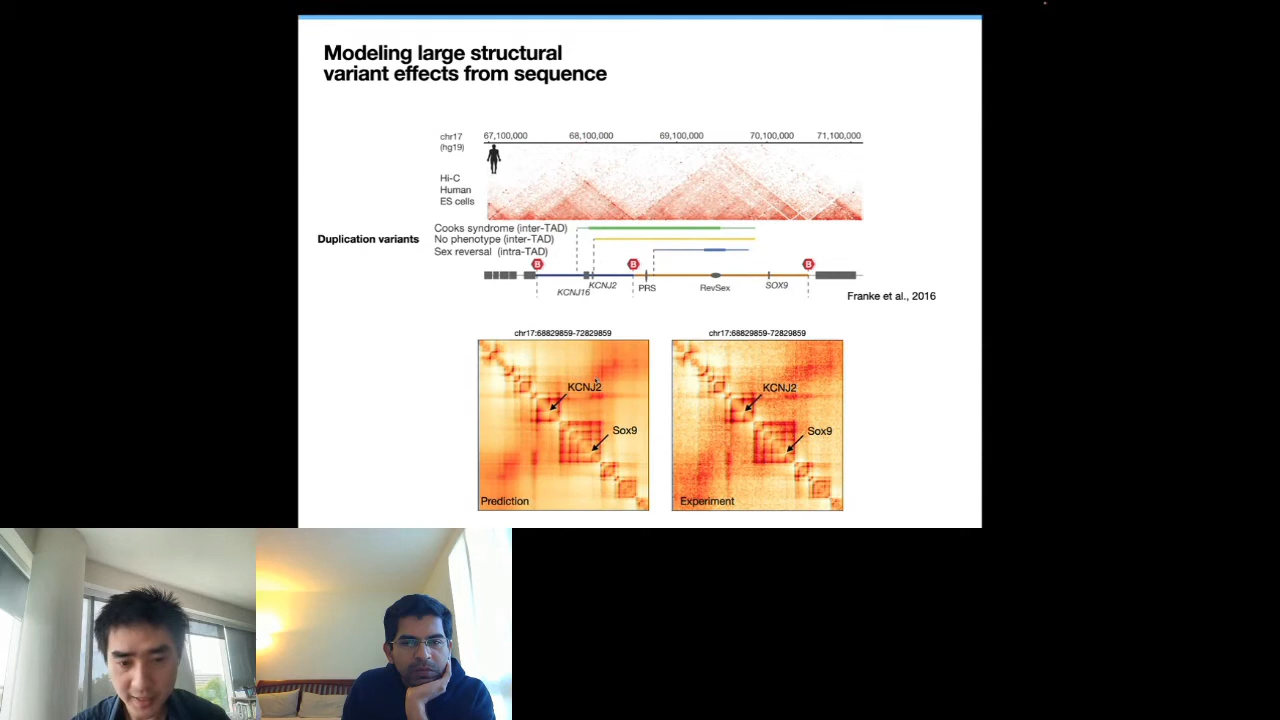 Modeling large structural
variant effects from sequence
chr17
(hg19)
67,100,000 68,100,000 69,100,000 70,100,000 71,100,000
Hi-C
Human
ES cells
Duplication variants
Cooks syndrome (inter-TAD)
No phenotype (inter-TAD)
Sex reversal (intra-TAD)
B B B
KCNJ16 KCNJ2 PRS RevSex SOX9
Franke et al., 2016
chr17:68829859-72829859
KCNJ2
Sox9
Prediction
chr17:68829859-72829859
KCNJ2
Sox9
Experiment